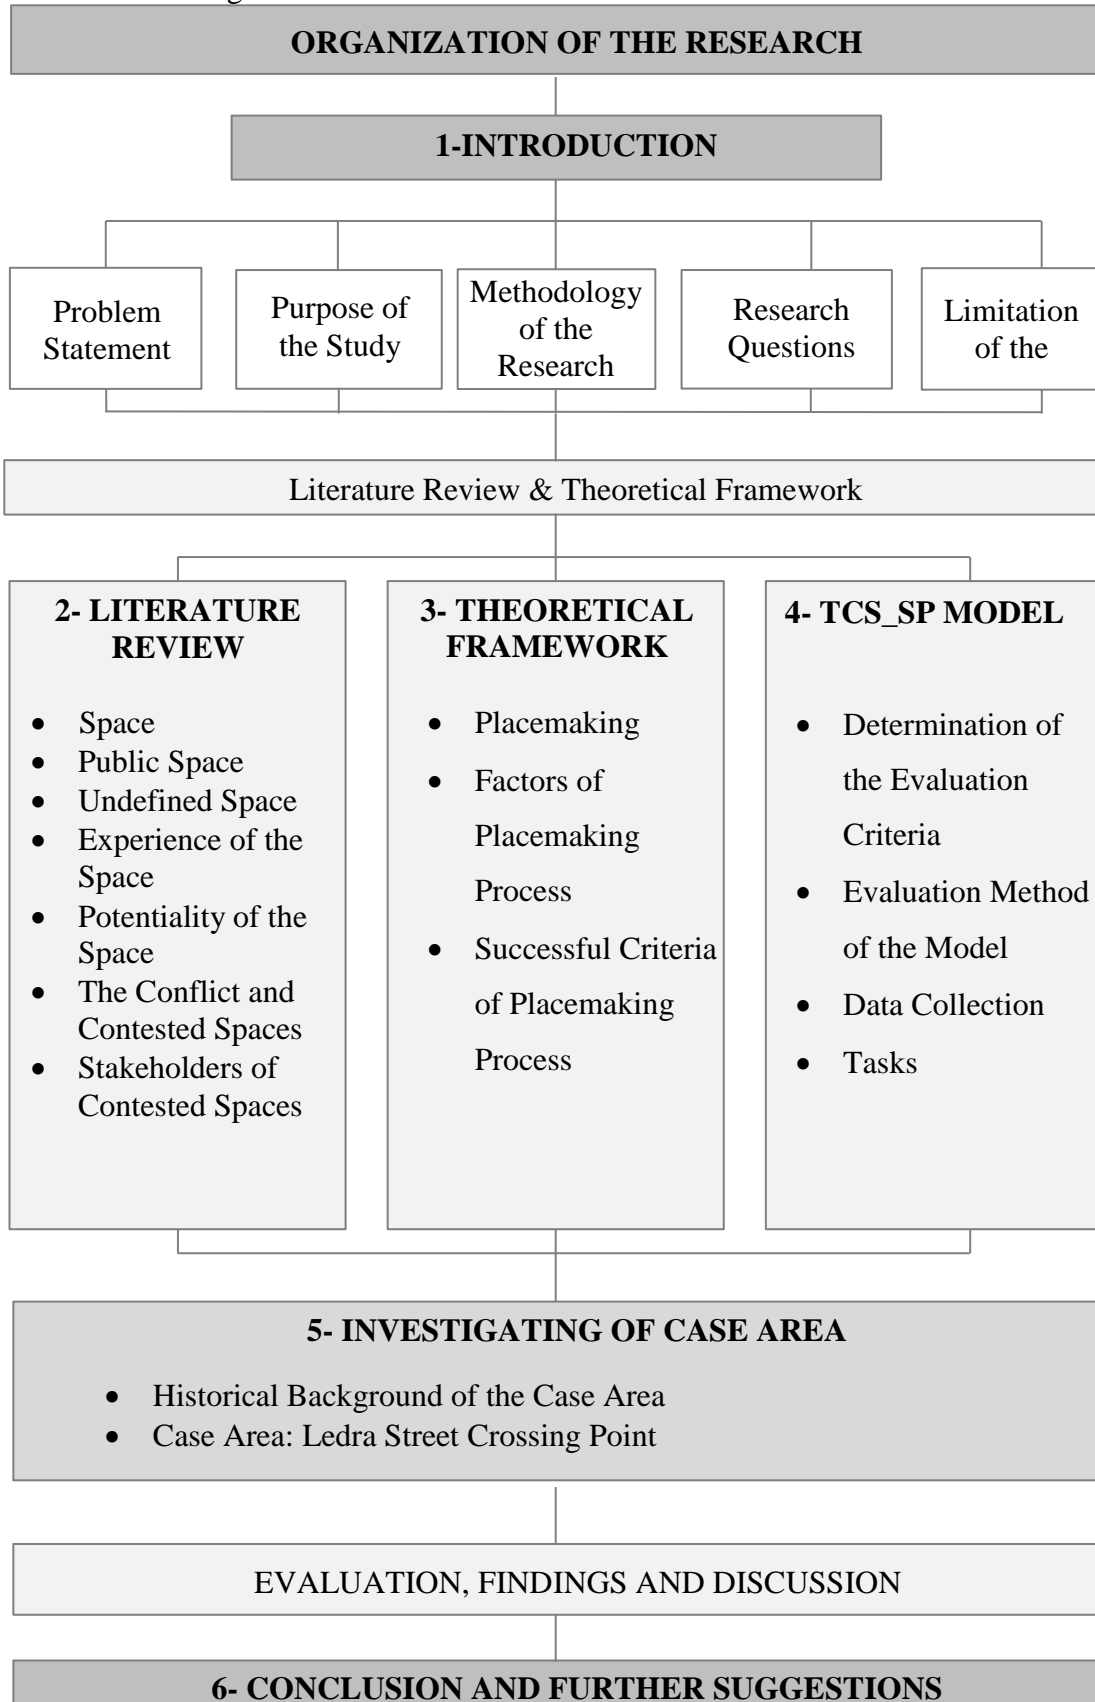 ORGANIZATION OF THE RESEARCH
1-INTRODUCTION
Problem
Statement
Purpose of
the Study
Methodology
of the
Research
Research
Questions
Limitation
of the
Literature Review & Theoretical Framework
2- LITERATURE
REVIEW
• Space
• Public Space
• Undefined Space
• Experience of the
Space
• Potentiality of the
Space
• The Conflict and
Contested Spaces
• Stakeholders of
Contested Spaces
3- THEORETICAL
FRAMEWORK
• Placemaking
• Factors of
Placemaking
Process
• Successful Criteria
of Placemaking
Process
4- TCS_SP MODEL
• Determination of
the Evaluation
Criteria
• Evaluation Method
of the Model
• Data Collection
• Tasks
5- INVESTIGATING OF CASE AREA
• Historical Background of the Case Area
• Case Area: Ledra Street Crossing Point
EVALUATION, FINDINGS AND DISCUSSION
6- CONCLUSION AND FURTHER SUGGESTIONS